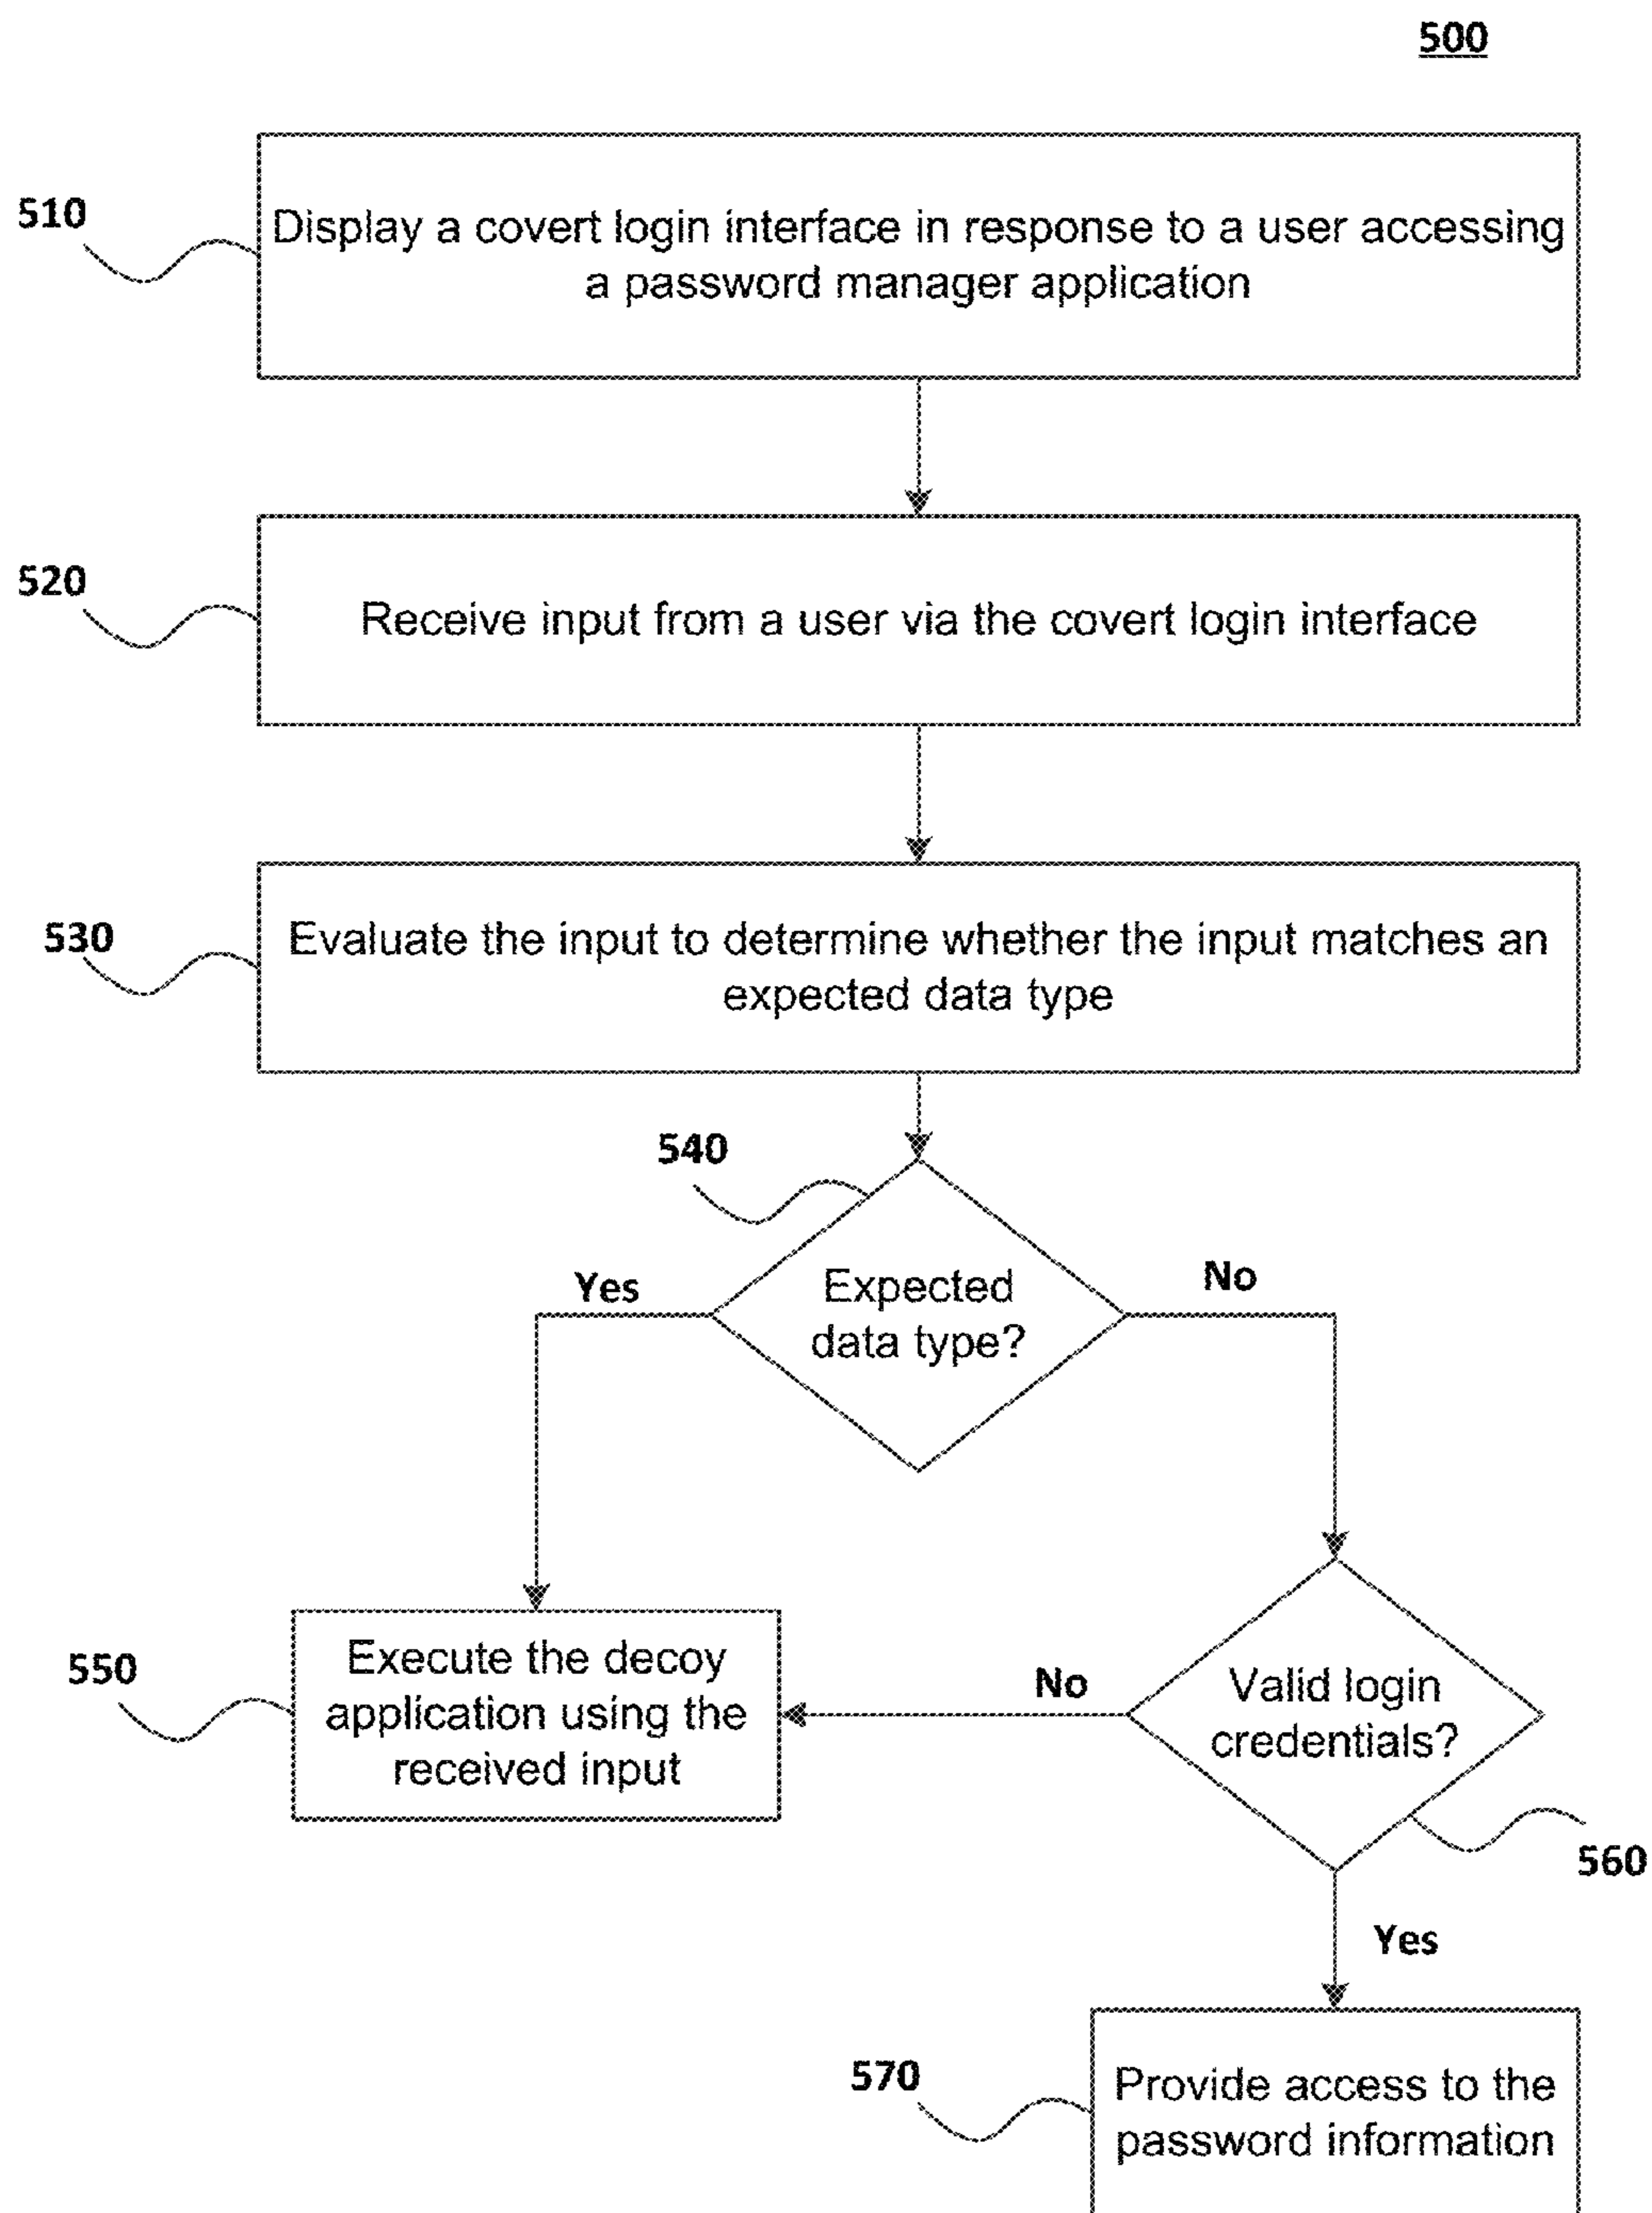 500
510
Display a covert login interface in response to a user accessing
a password manager application
520
Receive input from a user via the covert login interface
530
Evaluate the input to determine whether the input matches an
expected data type
540
Yes
Expected
data type?
No
550
Execute the decoy
application using the
received input
No
Valid login
credentials?
560
Yes
570
Provide access to the
password information